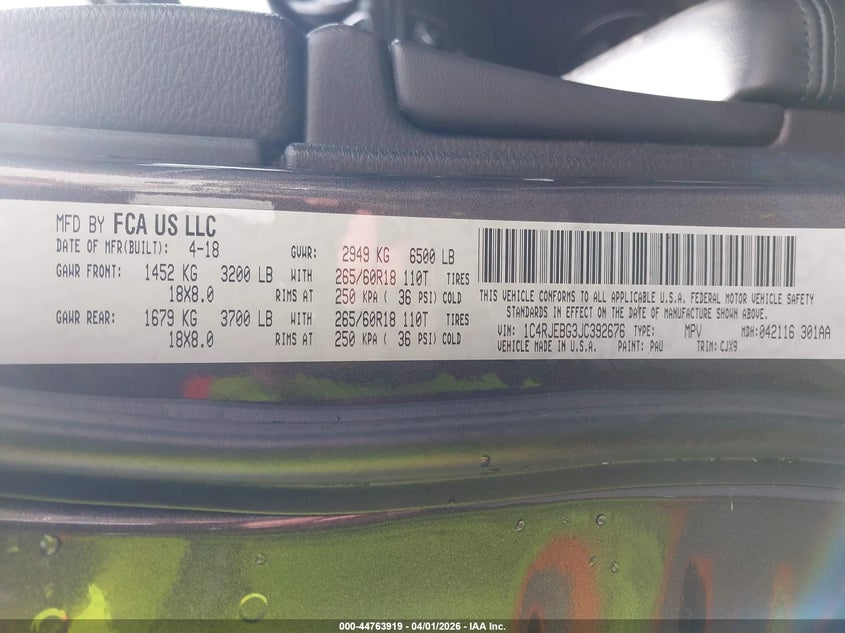 MFD BY FCA US LLC
DATE OF MFR(BUILT): 4-18 GVWR: 2949 KG 6500 LB
GAWR FRONT: 1452 KG 3200 LB WITH 265/60R18 110T TIRES
18X8.0 RIMS AT 250 KPA ( 36 PSI) COLD
GAWR REAR: 1679 KG 3700 LB WITH 265/60R18 110T TIRES
18X8.0 RIMS AT 250 KPA ( 36 PSI) COLD
THIS VEHICLE CONFORMS TO ALL APPLICABLE U.S.A. FEDERAL MOTOR VEHICLE SAFETY
STANDARDS IN EFFECT ON THE DATE OF MANUFACTURE SHOWN ABOVE.
VIN: 1C4RJEBG3JC392676 TYPE: MPV MDH:042116 301AA
VEHICLE MADE IN U.S.A. PAINT: PAU TRIM: CJX9
000-44763919 - 04/01/2026 - IAA Inc.